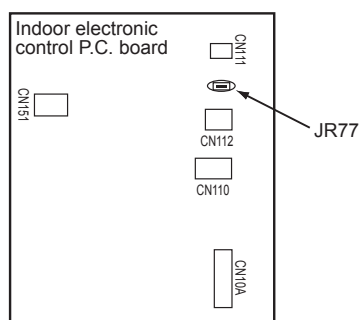 Indoor electronic
control P.C. board
CN111
CN151
JR77
CN112
CN110
CN10A